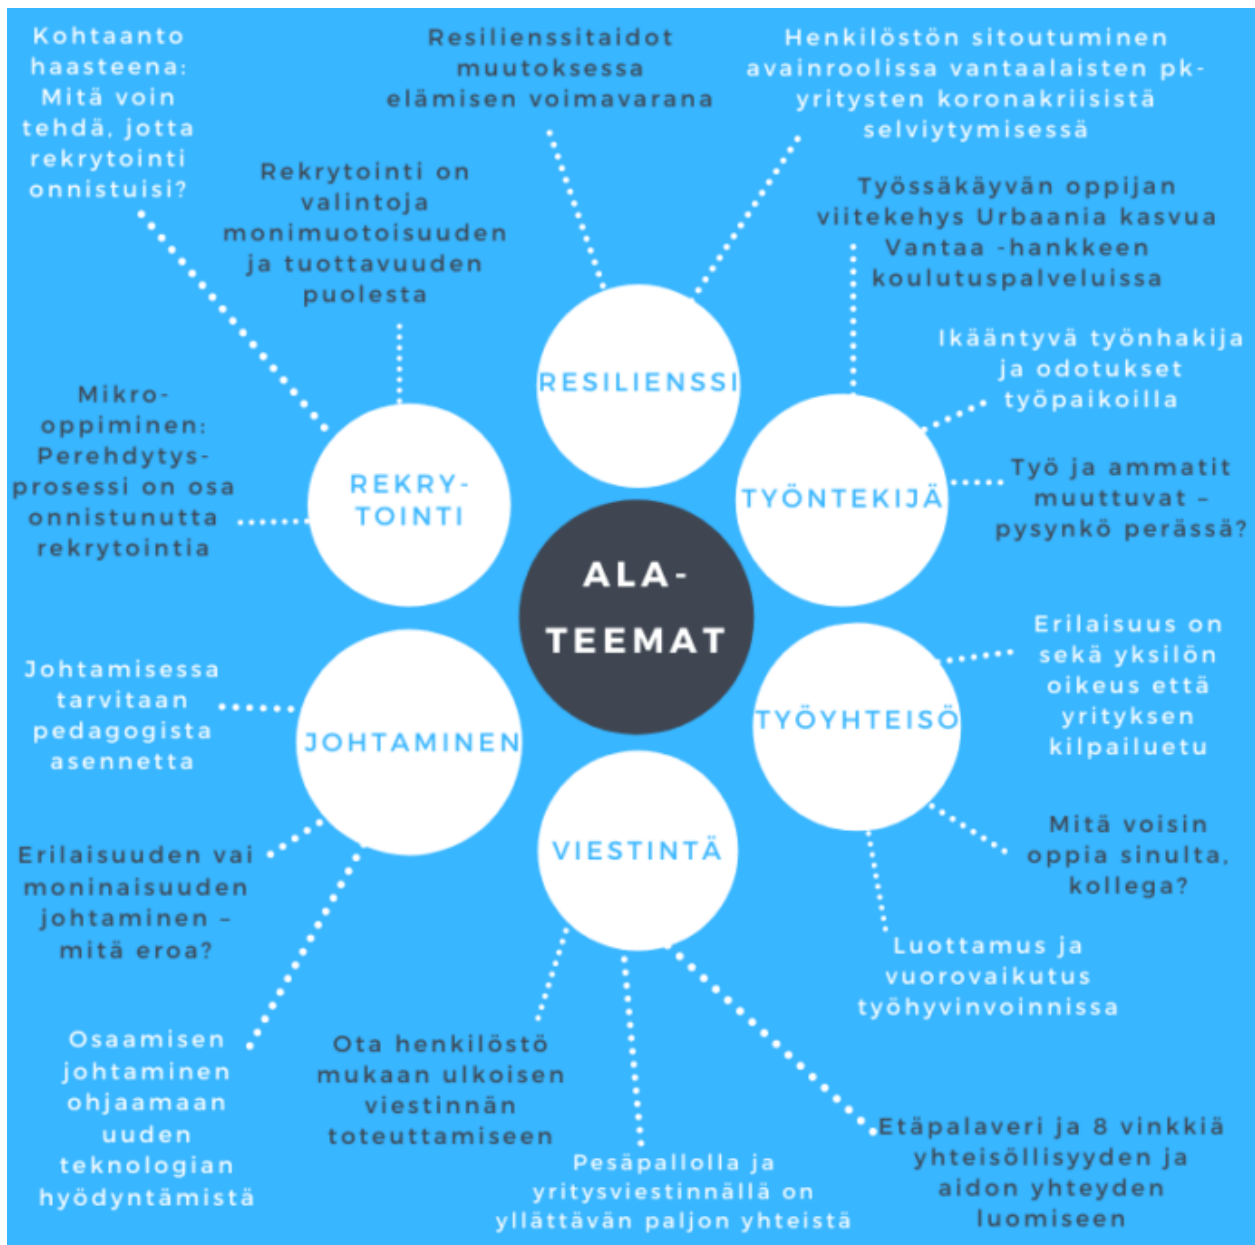 Kohtaanto
haasteena:
Mitä voin
tehdä, jotta
rekrytointi
onnistuisi?
Resilienssitaidot
muutoksessa
elämisen voimavarana
Henkilöstön sitoutuminen
avainroolissa vantaalaisten pk-
yritysten koronakriisistä
selviytymisessä
Rekrytointi on
valintoja
monimuotoisuuden
ja tuottavuuden
puolesta
Työssäkäyvän oppijan
viitekehys Urbaania kasvua
Vantaa -hankkeen
koulutuspalveluissa
Ikääntyvä työnhakija
ja odotukset
työpaikoilla
RESILIENSSI
Mikro-
oppiminen:
Perehdytys-
prosessi on osa
onnistunutta
rekrytointia
REKRY-
TOINTI
TYÖNTEKIJÄ
Työ ja ammatit
muuttuvat –
pysynkö perässä?
ALA-
TEEMAT
Erilaisuus on
sekä yksilön
oikeus että
yrityksen
kilpailuetu
Johtamisessa
tarvitaan
pedagogista
asennetta
JOHTAMINEN
TYÖYHTEISÖ
VIESTINTÄ
Mitä voisin
oppia sinulta,
kollega?
Erilaisuuden vai
moninaisuuden
johtaminen –
mitä eroa?
Luottamus ja
vuorovaikutus
työhyvinvoinnissa
Osaamisen
johtaminen
ohjaamaan
uuden
teknologian
hyödyntämistä
Ota henkilöstö
mukaan ulkoisen
viestinnän
toteuttamiseen
Pesäpallolla ja
yritysviestinnällä on
yllättävän paljon yhteistä
Etäpalaveri ja 8 vinkkiä
yhteisöllisyyden ja
aidon yhteyden
luomiseen